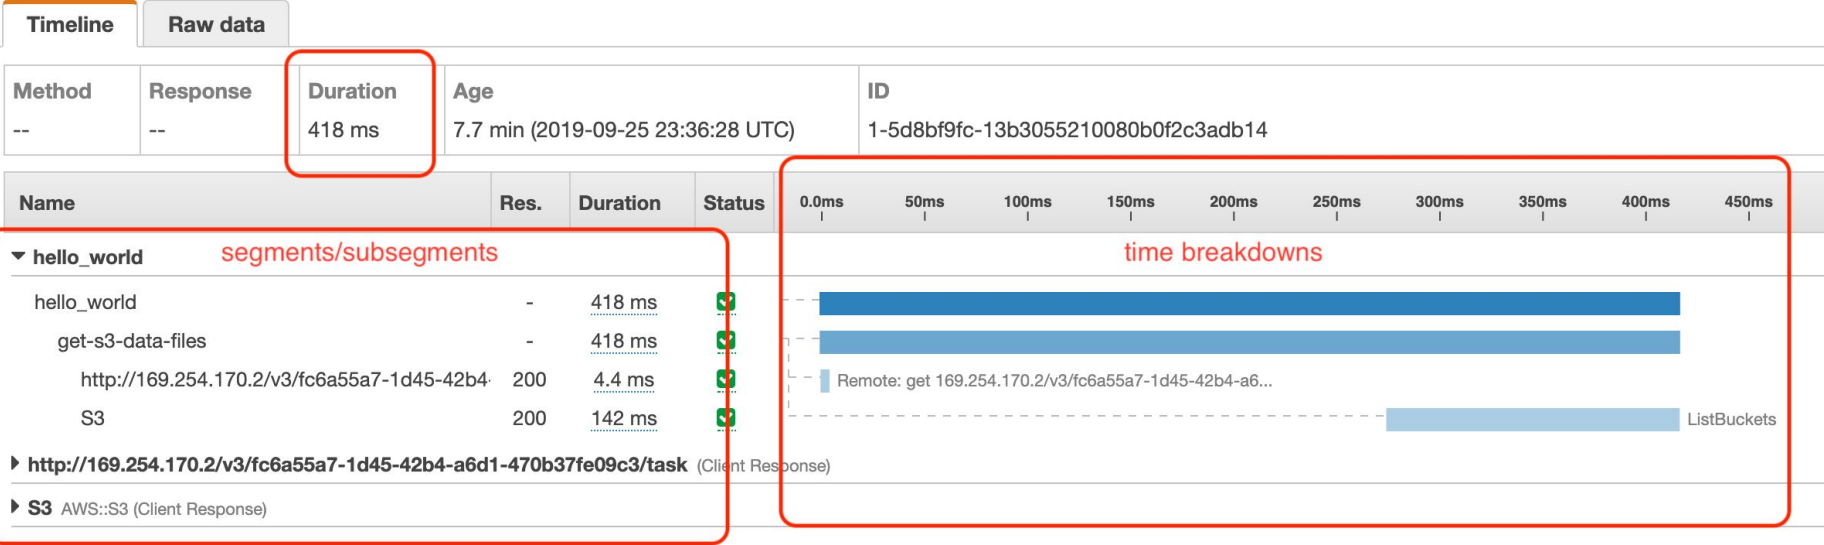 Timeline Raw data
Method Response Duration Age ID
-- -- 418 ms 7.7 min (2019-09-25 23:36:28 UTC) 1-5d8bf9fc-13b3055210080b0f2c3adb14
Name Res. Duration Status 0.0ms 50ms 100ms 150ms 200ms 250ms 300ms 350ms 400ms 450ms
hello_world segments/subsegments time breakdowns
hello_world - 418 ms
get-s3-data-files - 418 ms
http://169.254.170.2/v3/fc6a55a7-1d45-42b4- 200 4.4 ms Remote: get 169.254.170.2/v3/fc6a55a7-1d45-42b4-a6...
S3 200 142 ms ListBuckets
http://169.254.170.2/v3/fc6a55a7-1d45-42b4-a6d1-470b37fe09c3/task (Client Response)
S3 AWS::S3 (Client Response)